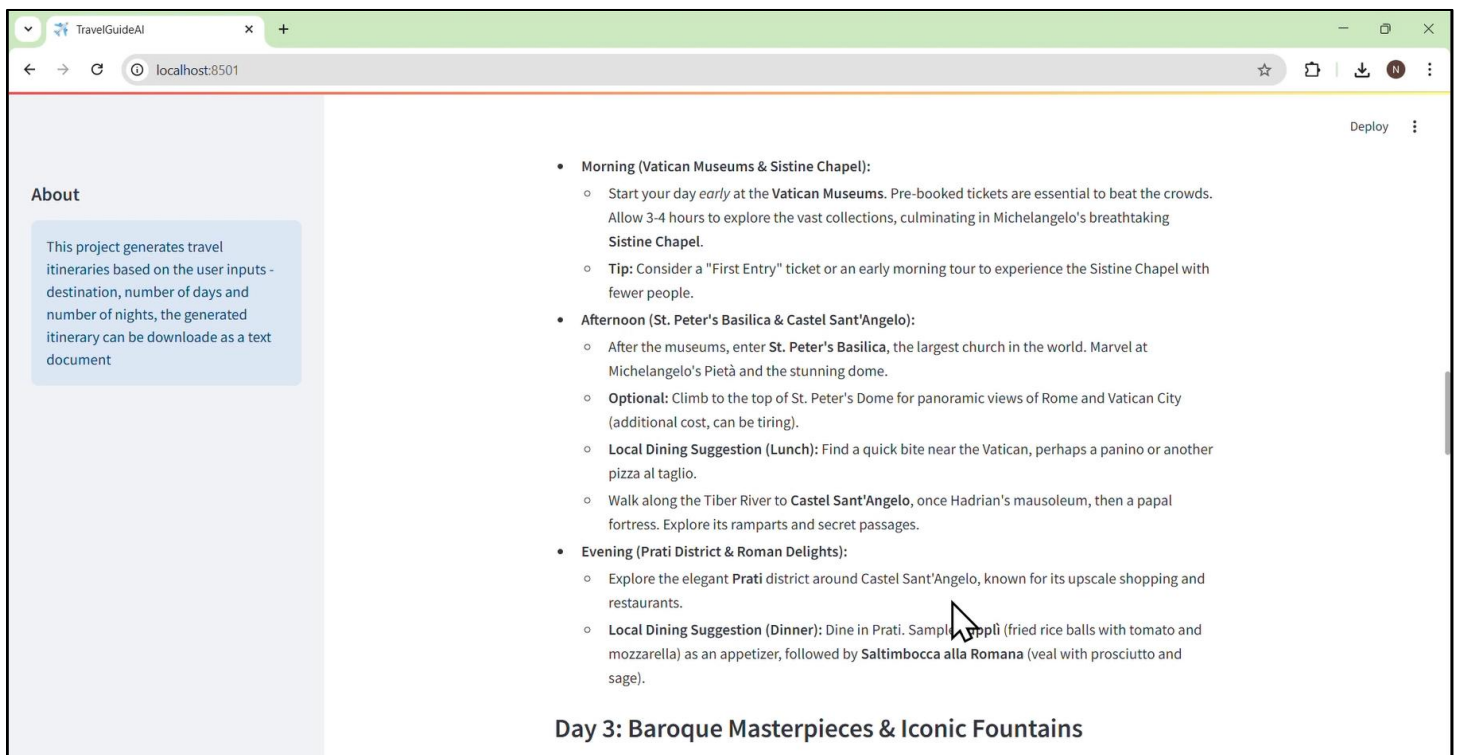 TravelGuideAI
localhost:8501
N
Deploy
About
This project generates travel
itineraries based on the user inputs -
destination, number of days and
number of nights, the generated
itinerary can be downloade as a text
document
Morning (Vatican Museums & Sistine Chapel):
Start your day early at the Vatican Museums. Pre-booked tickets are essential to beat the crowds.
Allow 3-4 hours to explore the vast collections, culminating in Michelangelo's breathtaking
Sistine Chapel.
Tip: Consider a "First Entry" ticket or an early morning tour to experience the Sistine Chapel with
fewer people.
Afternoon (St. Peter's Basilica & Castel Sant'Angelo):
After the museums, enter St. Peter's Basilica, the largest church in the world. Marvel at
Michelangelo's Pietà and the stunning dome.
Optional: Climb to the top of St. Peter's Dome for panoramic views of Rome and Vatican City
(additional cost, can be tiring).
Local Dining Suggestion (Lunch): Find a quick bite near the Vatican, perhaps a panino or another
pizza al taglio.
Walk along the Tiber River to Castel Sant'Angelo, once Hadrian's mausoleum, then a papal
fortress. Explore its ramparts and secret passages.
Evening (Prati District & Roman Delights):
Explore the elegant Prati district around Castel Sant'Angelo, known for its upscale shopping and
restaurants.
Local Dining Suggestion (Dinner): Dine in Prati. Sample (fried rice balls with tomato and
mozzarella) as an appetizer, followed by Saltimbocca alla Romana (veal with prosciutto and
sage).
Day 3: Baroque Masterpieces & Iconic Fountains